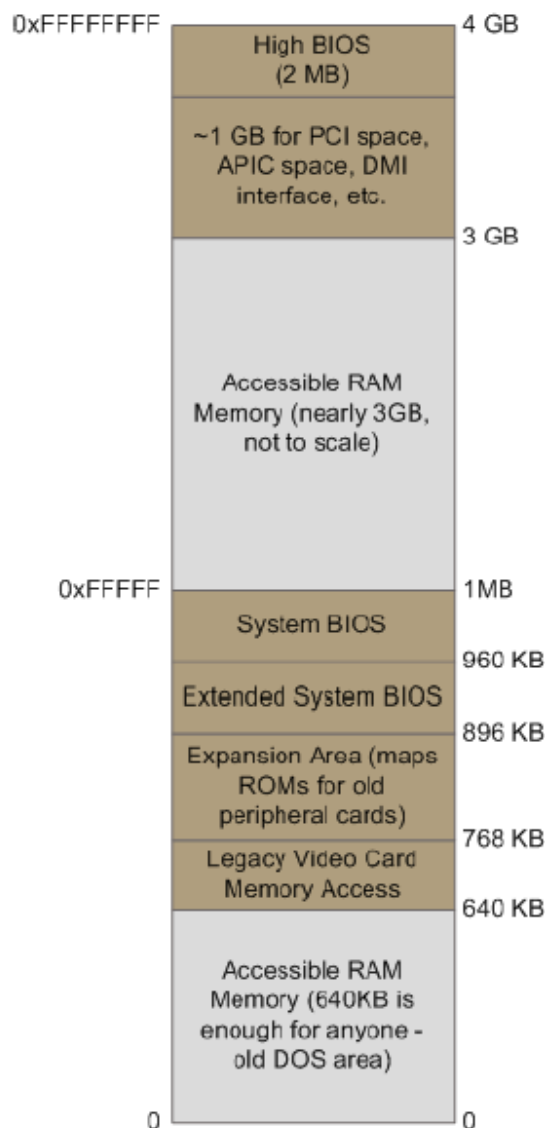 0xFFFFFFFF
4 GB
High BIOS
(2 MB)
~1 GB for PCI space,
APIC space, DMI
interface, etc.
3 GB
Accessible RAM
Memory (nearly 3GB,
not to scale)
0xFFFFF
1MB
System BIOS
960 KB
Extended System BIOS
896 KB
Expansion Area (maps
ROMs for old
peripheral cards)
768 KB
Legacy Video Card
Memory Access
640 KB
Accessible RAM
Memory (640KB is
enough for anyone -
old DOS area)
0
0